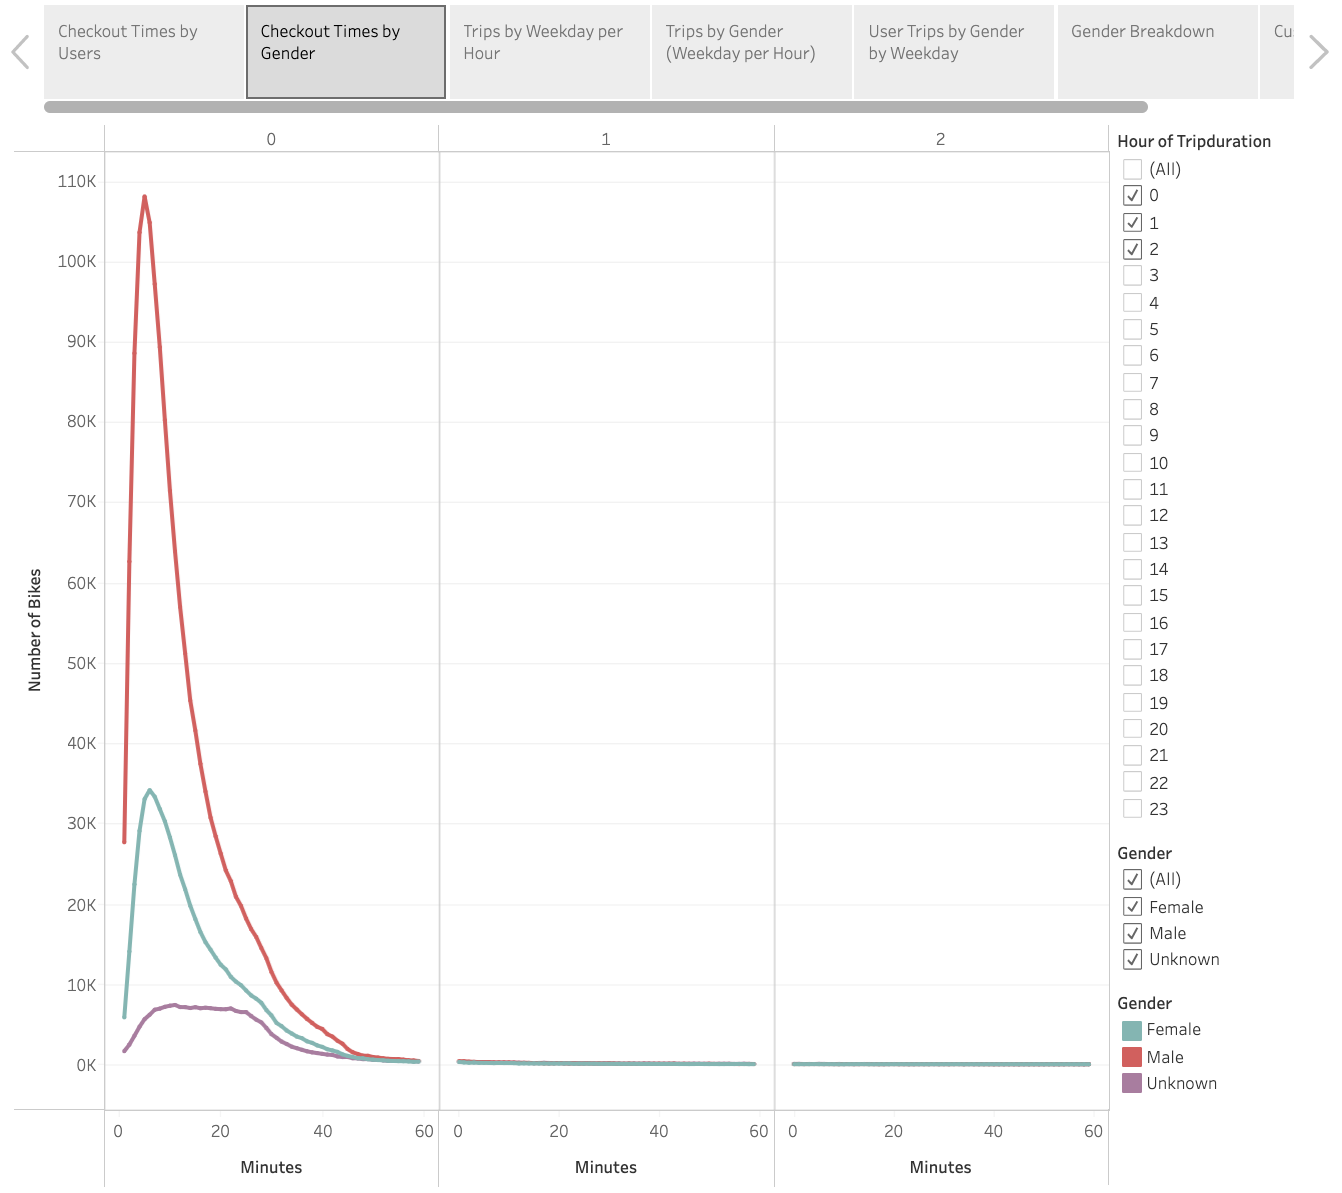 Checkout Times by
Users
Checkout Times by
Gender
Trips by Weekday per
Hour
Trips by Gender
(Weekday per Hour)
User Trips by Gender
by Weekday
Gender Breakdown
Cu
0
1
2
110K
100K
90K
80K
70K
60K
50K
40K
30K
20K
10K
0K
Number of Bikes
0
20
40
60
0
20
40
60
0
20
40
60
Minutes
Minutes
Minutes
Hour of Tripduration
(All)
0
1
2
3
4
5
6
7
8
9
10
11
12
13
14
15
16
17
18
19
20
21
22
23
Gender
(All)
Female
Male
Unknown
Gender
Female
Male
Unknown